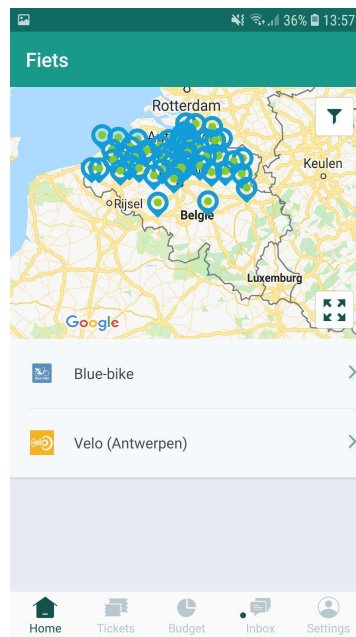 36% 13:57
Fiets
Rotterdam
Keulen
Rijsel
België
Luxemburg
Google
Blue-bike
Velo (Antwerpen)
Home Tickets Budget Inbox Settings